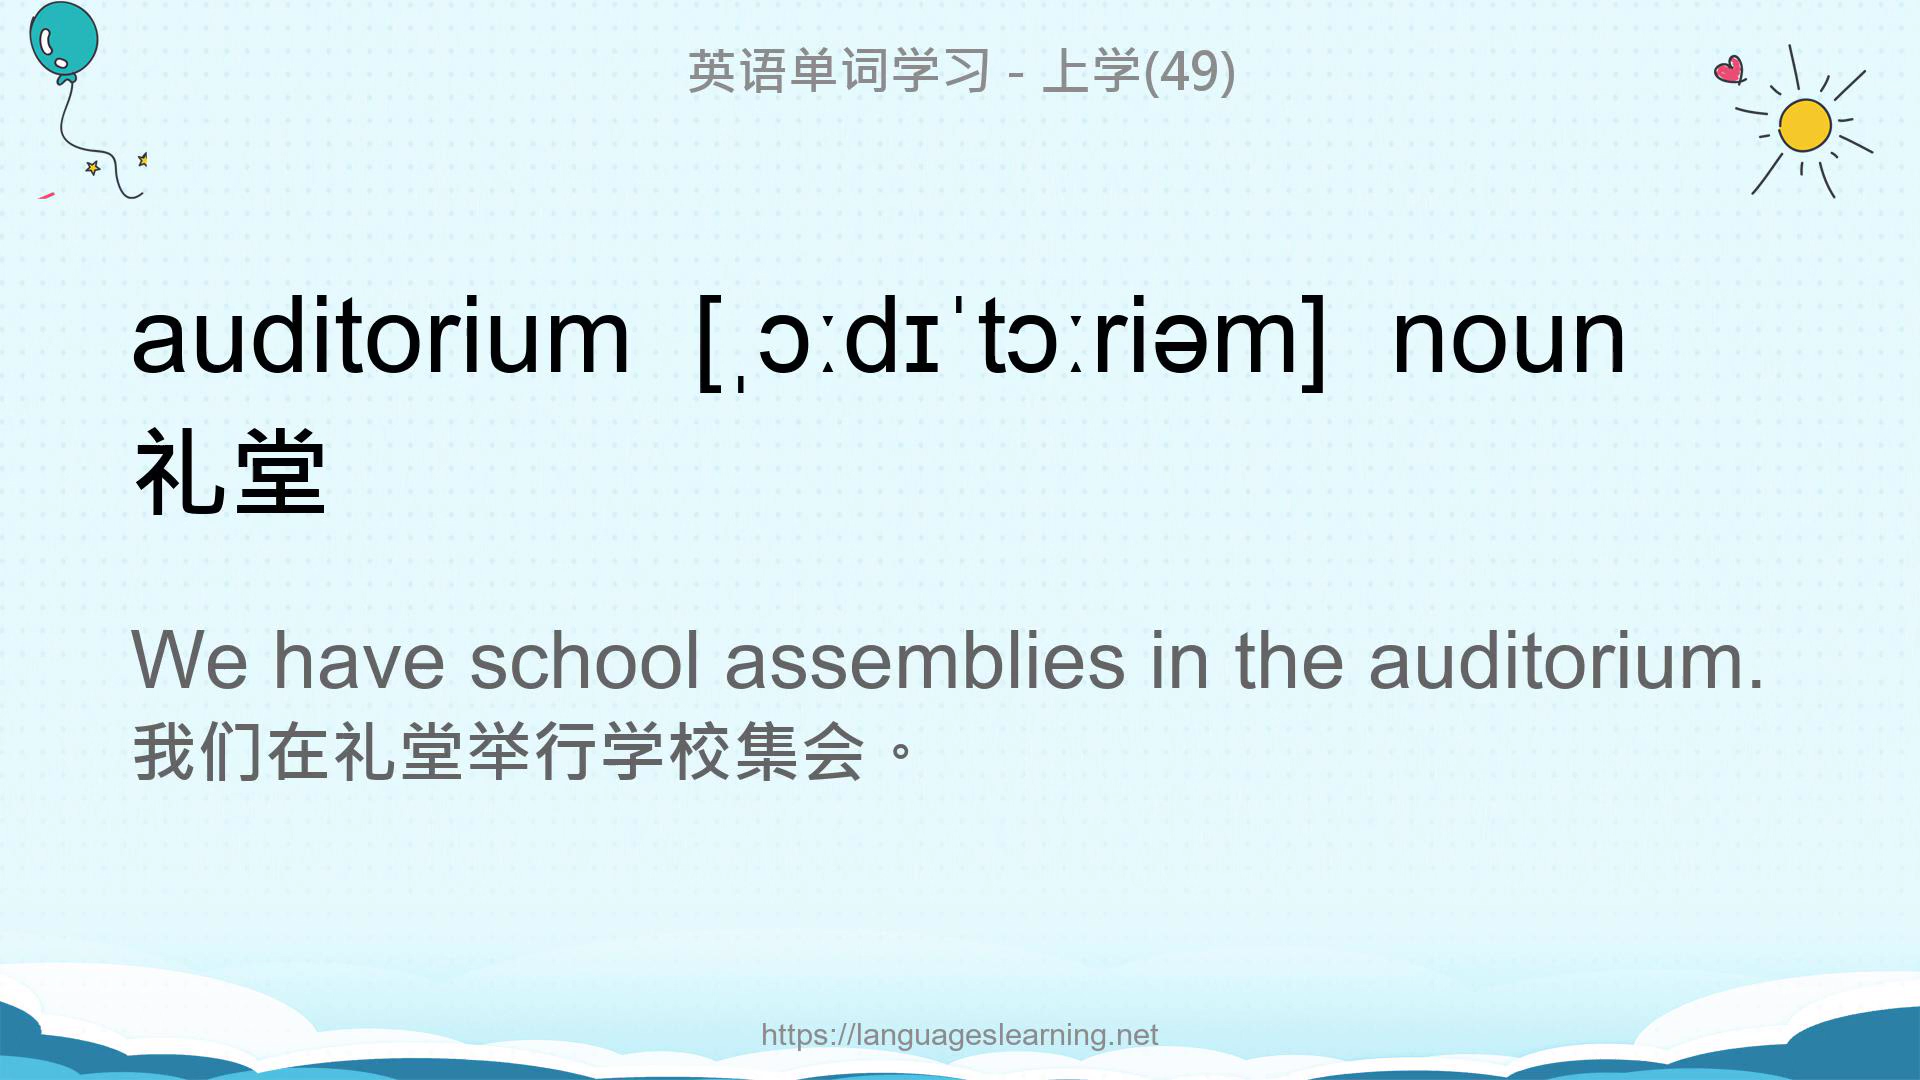 英语单词学习 - 上学(49)
auditorium [ˌɔːdɪˈtɔːriəm] noun
礼堂
We have school assemblies in the auditorium.
我们在礼堂举行学校集会。
https://languageslearning.net